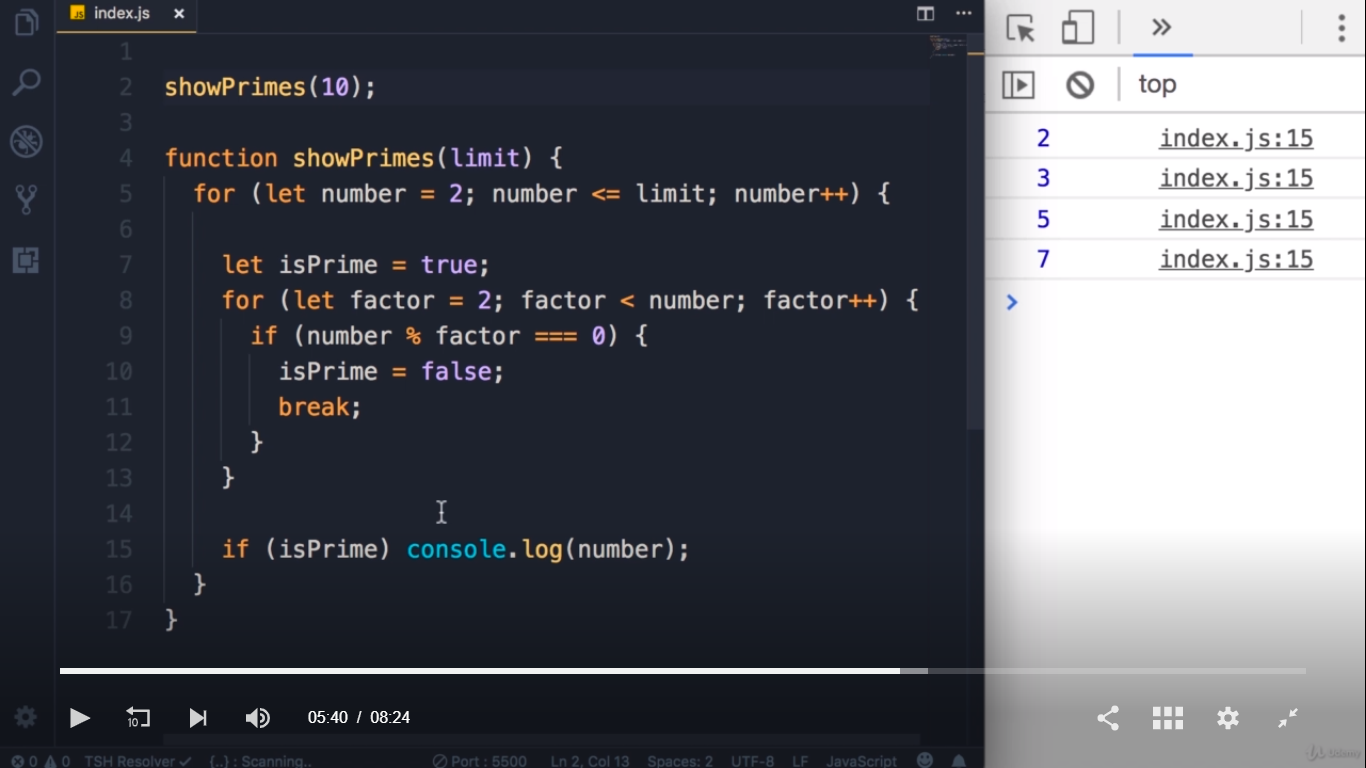 index.js
1
2 showPrimes(10);
3
4 function showPrimes(limit) {
5 for (let number = 2; number <= limit; number++) {
6
7 let isPrime = true;
8 for (let factor = 2; factor < number; factor++) {
9 if (number % factor === 0) {
10 isPrime = false;
11 break;
12 }
13 }
14
15 if (isPrime) console.log(number);
16 }
17 }
top
2 index.js:15
3 index.js:15
5 index.js:15
7 index.js:15
10
05:40 / 08:24
0 0 TSH Resolver {..} : Scanning.. Port : 5500 Ln 2, Col 13 Spaces: 2 UTF-8 LF JavaScript
Udemy